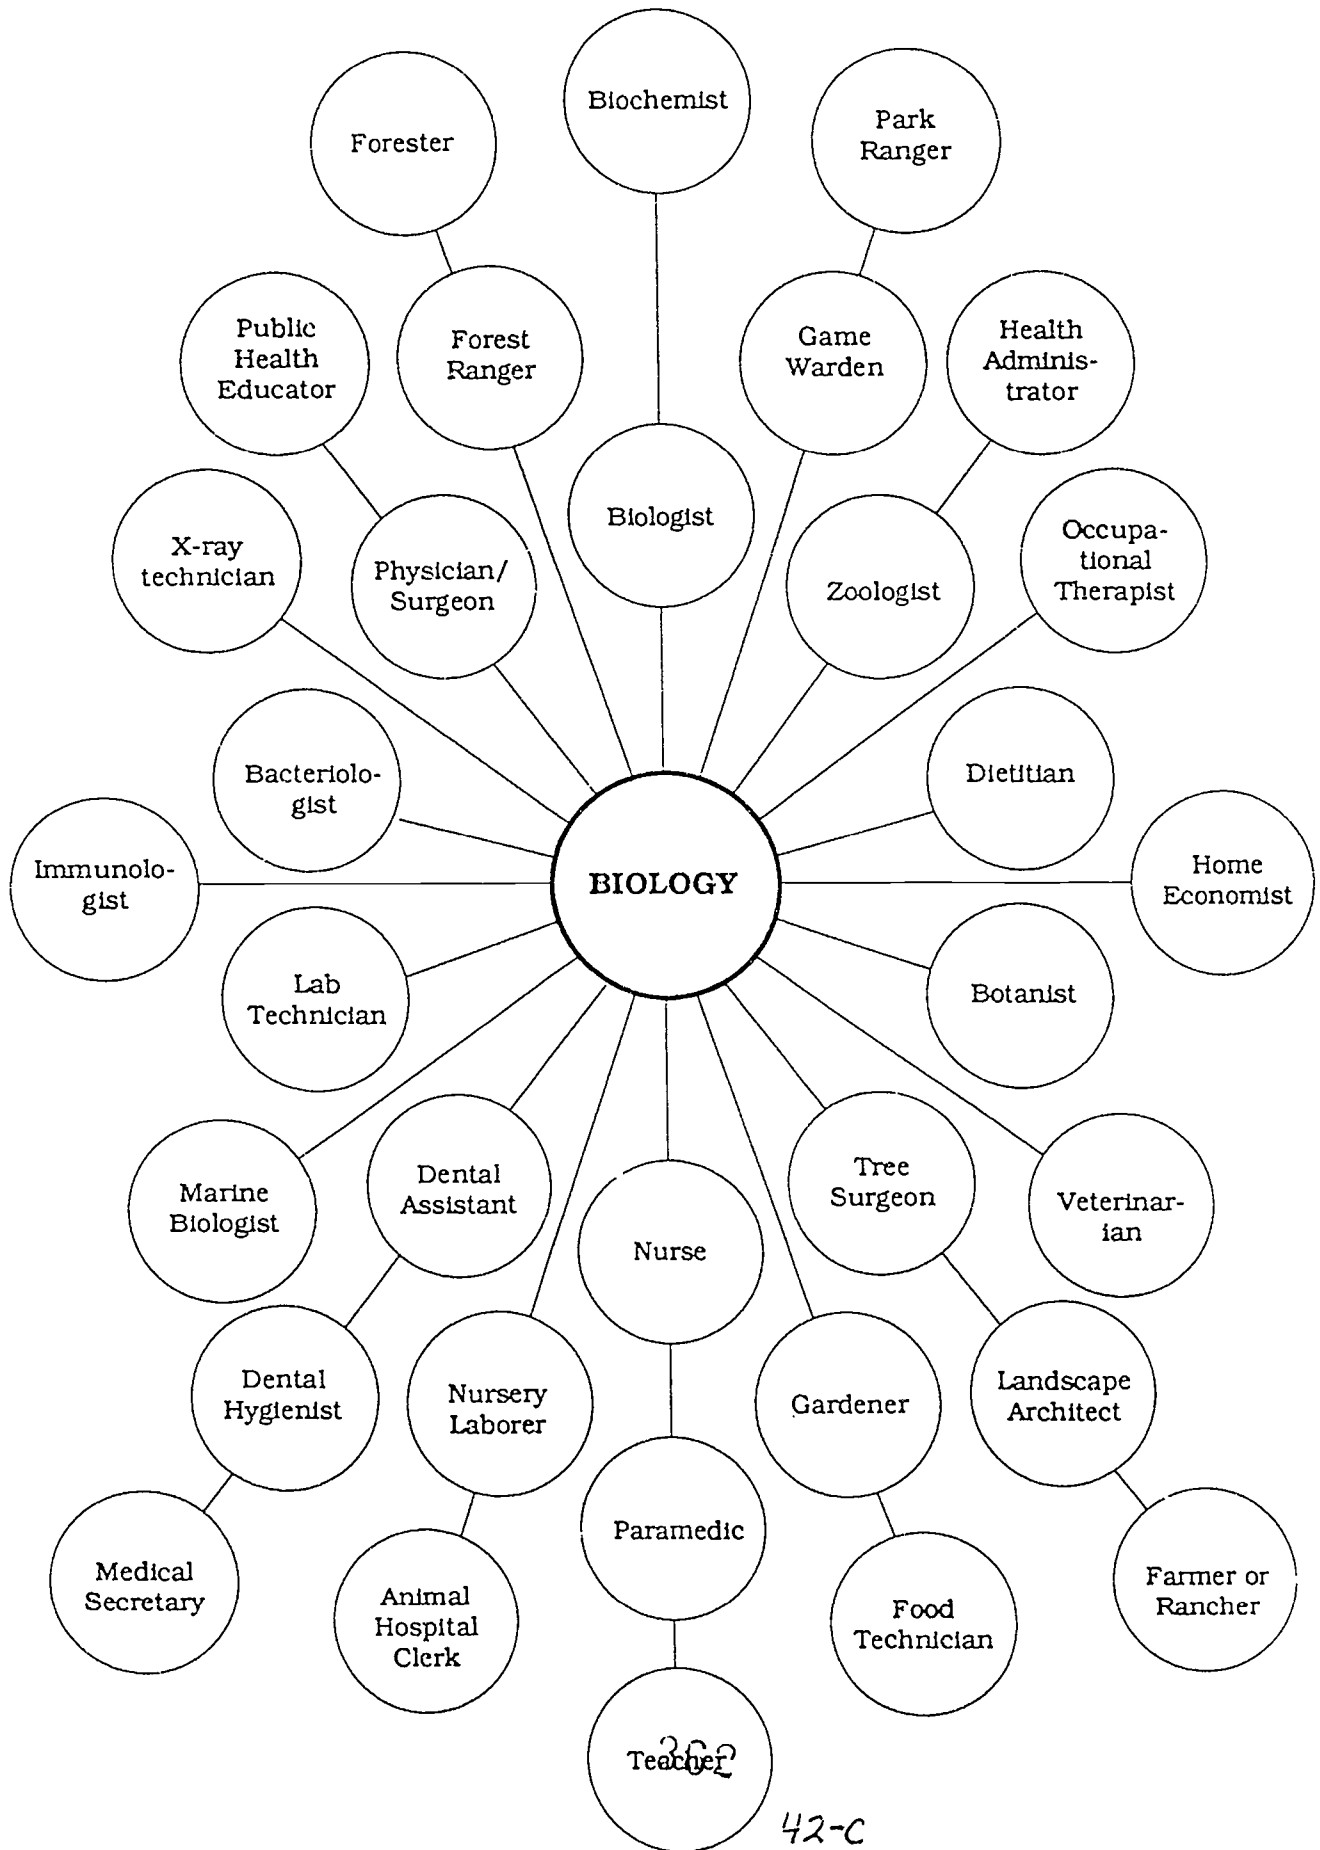 Biochemist
Forester
Park
Ranger
Public
Health
Educator
Forest
Ranger
Game
Warden
Health
Adminis-
trator
X-ray
technician
Physician/
Surgeon
Biologist
Zoologist
Occupa-
tional
Therapist
Bacteriolo-
gist
Dietitian
Immunolo-
gist
BIOLOGY
Home
Economist
Lab
Technician
Botanist
Marine
Biologist
Dental
Assistant
Nurse
Tree
Surgeon
Veterinar-
ian
Dental
Hygienist
Nursery
Laborer
Gardener
Landscape
Architect
Medical
Secretary
Animal
Hospital
Clerk
Paramedic
Food
Technician
Farmer or
Rancher
Teacher
362
42-C